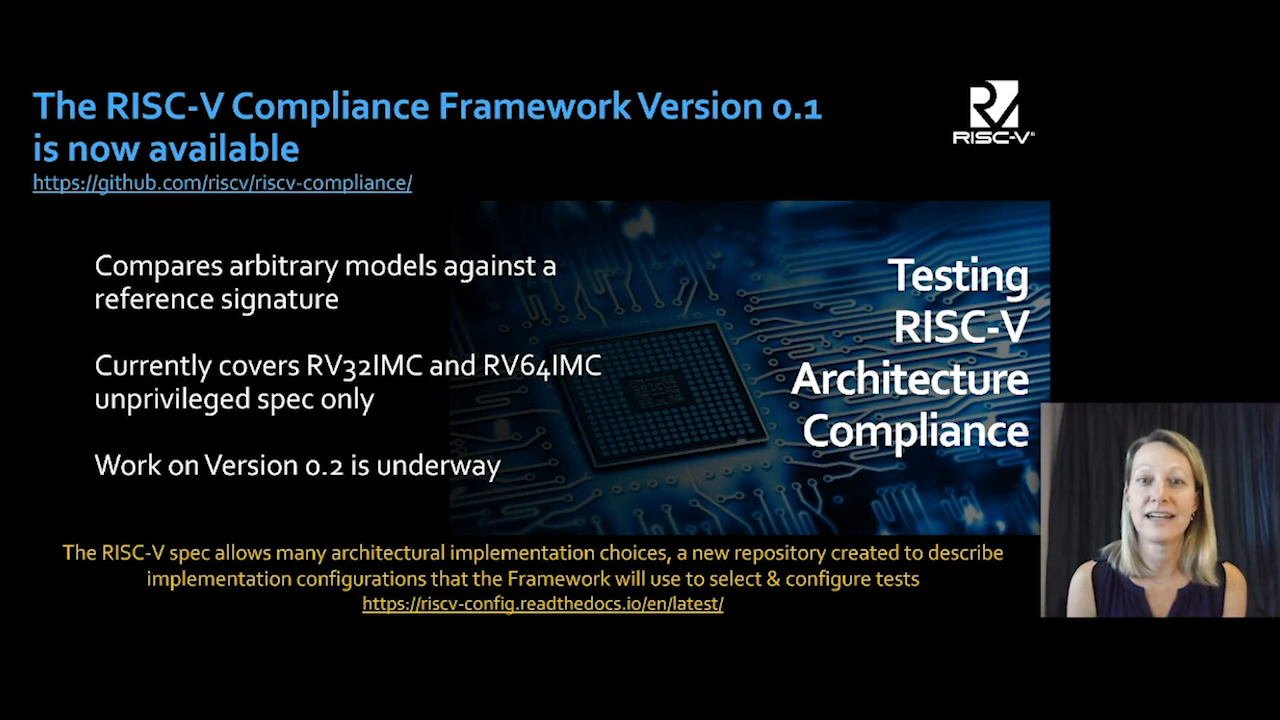 The RISC-V Compliance Framework Version 0.1
is now available
https://github.com/riscv/riscv-compliance/
RISC-V®
Compares arbitrary models against a
reference signature
Currently covers RV32IMC and RV64IMC
unprivileged spec only
Work on Version 0.2 is underway
Testing
RISC-V
Architecture
Compliance
The RISC-V spec allows many architectural implementation choices, a new repository created to describe
implementation configurations that the Framework will use to select & configure tests
https://riscv-config.readthedocs.io/en/latest/